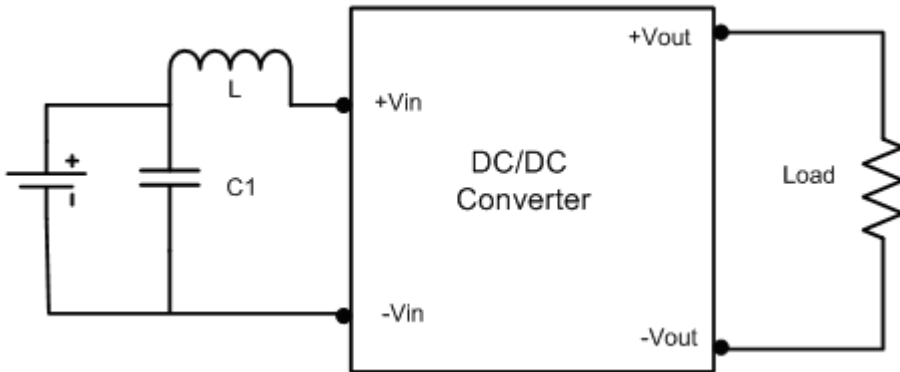 +Vout
L
+Vin
+
C1
DC/DC
Converter
Load
-Vin
-Vout